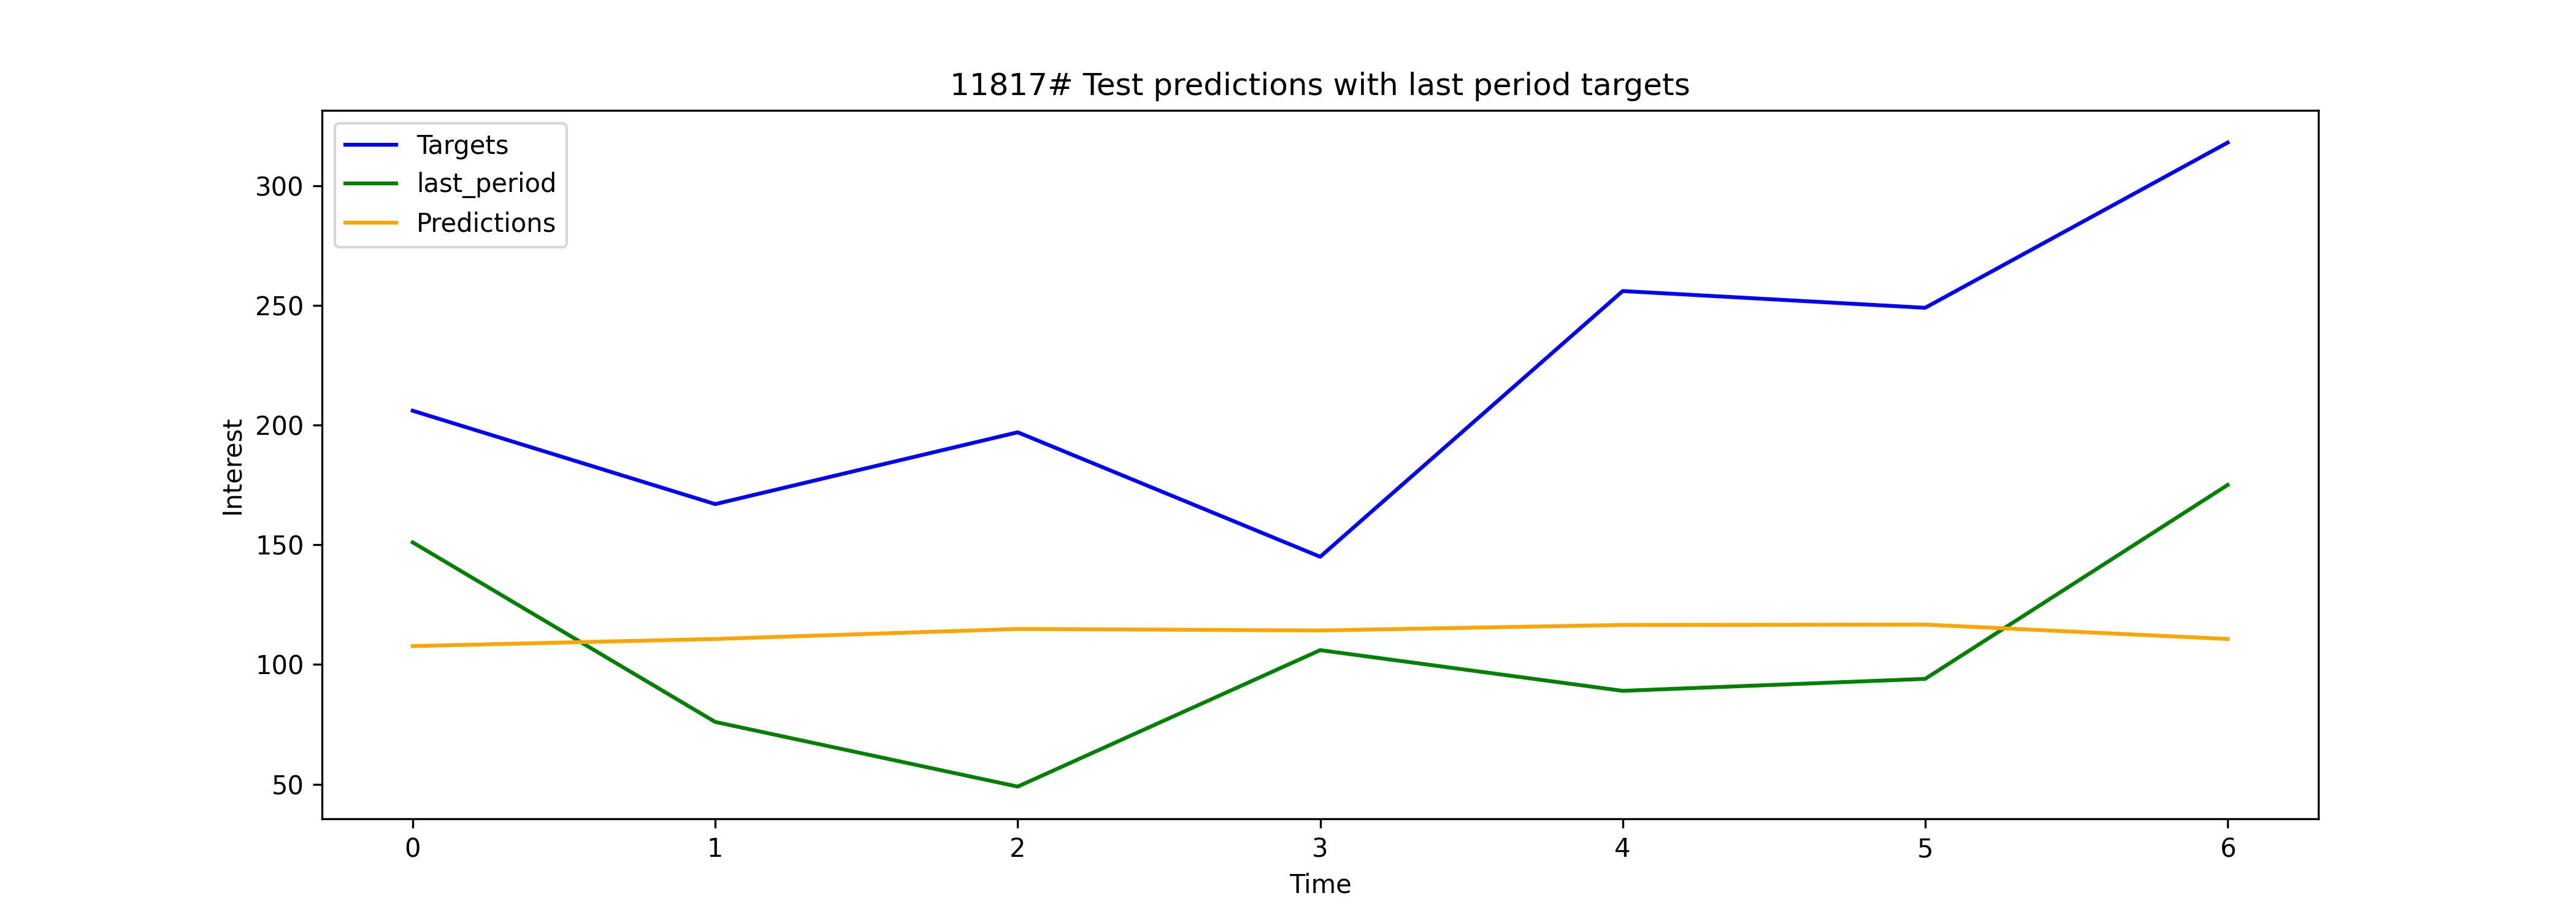 11817# Test predictions with last period targets
Targets
last_period
Predictions
Interest
300
250
200
150
100
50
0 1 2 3 4 5 6
Time